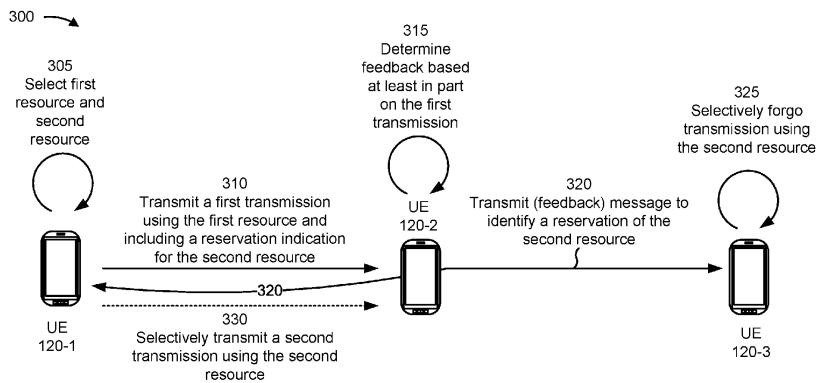 300
305
Select first
resource and
second
resource
315
Determine
feedback based
at least in part
on the first
transmission
325
Selectively forgo
transmission using
the second resource
310
Transmit a first transmission
using the first resource and
including a reservation indication
for the second resource
UE
120-2
320
Transmit (feedback) message to
identify a reservation of the
second resource
320
330
Selectively transmit a second
transmission using the second
resource
UE
120-1
UE
120-3